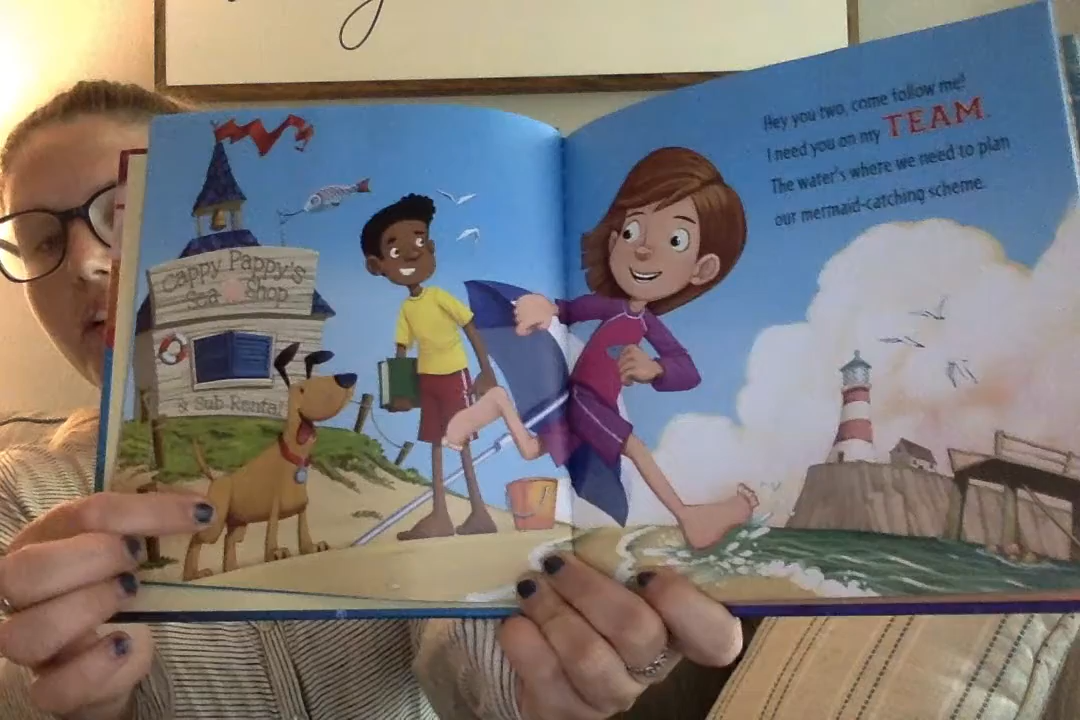 Cappy Pappy's
Sea Shop
& Sub Rental
Hey you two, come follow me!
I need you on my TEAM.
The water's where we need to plan
our mermaid-catching scheme.